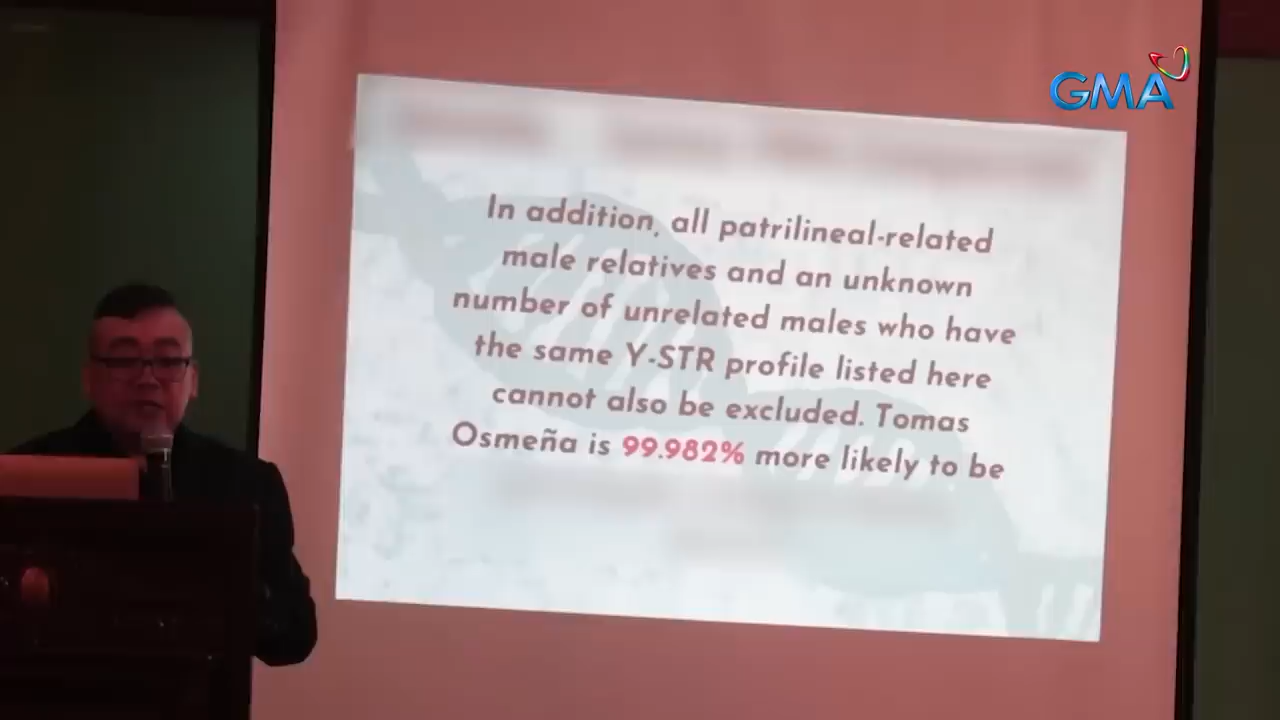 GMA
In addition, all patrilineal-related
male relatives and an unknown
number of unrelated males who have
the same Y-STR profile listed here
cannot also be excluded. Tomas
Osmeña is 99.982% more likely to be